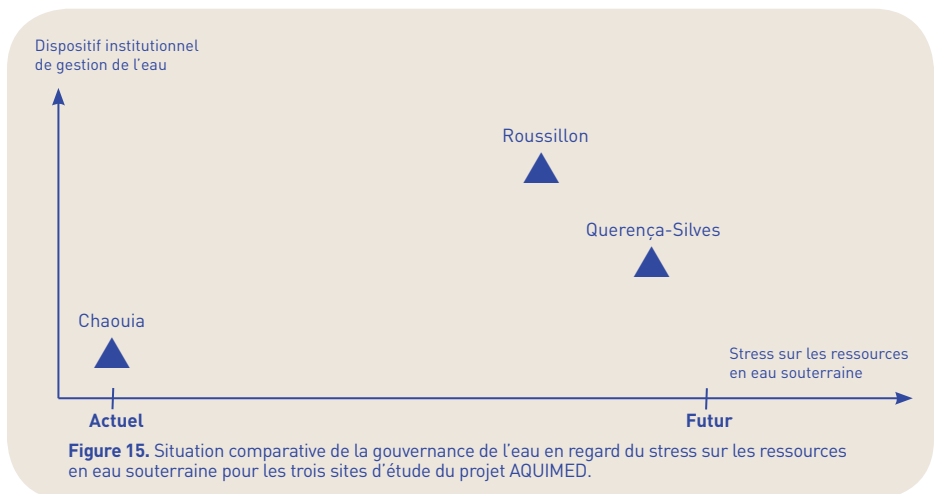 Dispositif institutionnel
de gestion de l'eau
Roussillon
Querença-Silves
Chaouia
Stress sur les ressources
en eau souterraine
Actuel
Futur
Figure 15. Situation comparative de la gouvernance de l'eau en regard du stress sur les ressources
en eau souterraine pour les trois sites d'étude du projet AQUIMED.